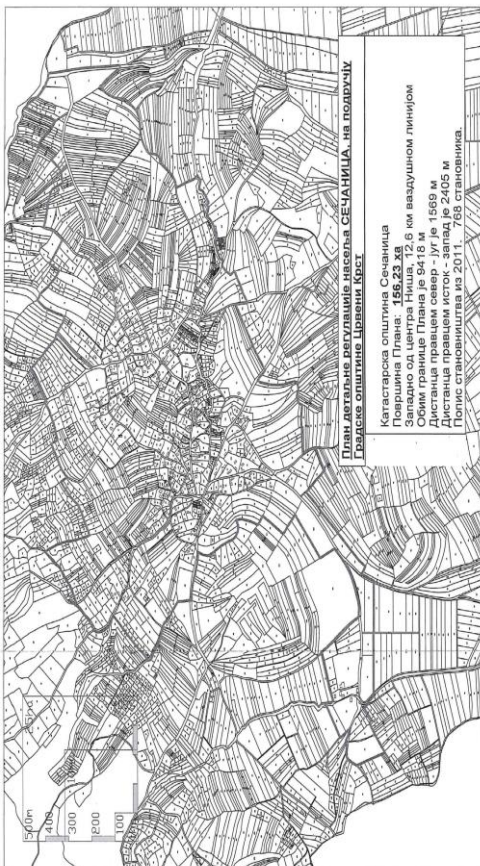 План детаљне регулације насеља СЕЧАНИЦА, на подручју
Градске општине Црвени Крст
Катастарска општина Сечаница
Површина Плана: 156,23 ха
Западно од центра Ниша, 12,6 км ваздушном линијом
Обим границе Плана је 9418 м
Дистанца правцем север - југ је 1569 м
Дистанца правцем исток - запад је 2405 м
Попис становништва из 2011. 768 становника.
500m
400
300
200
100